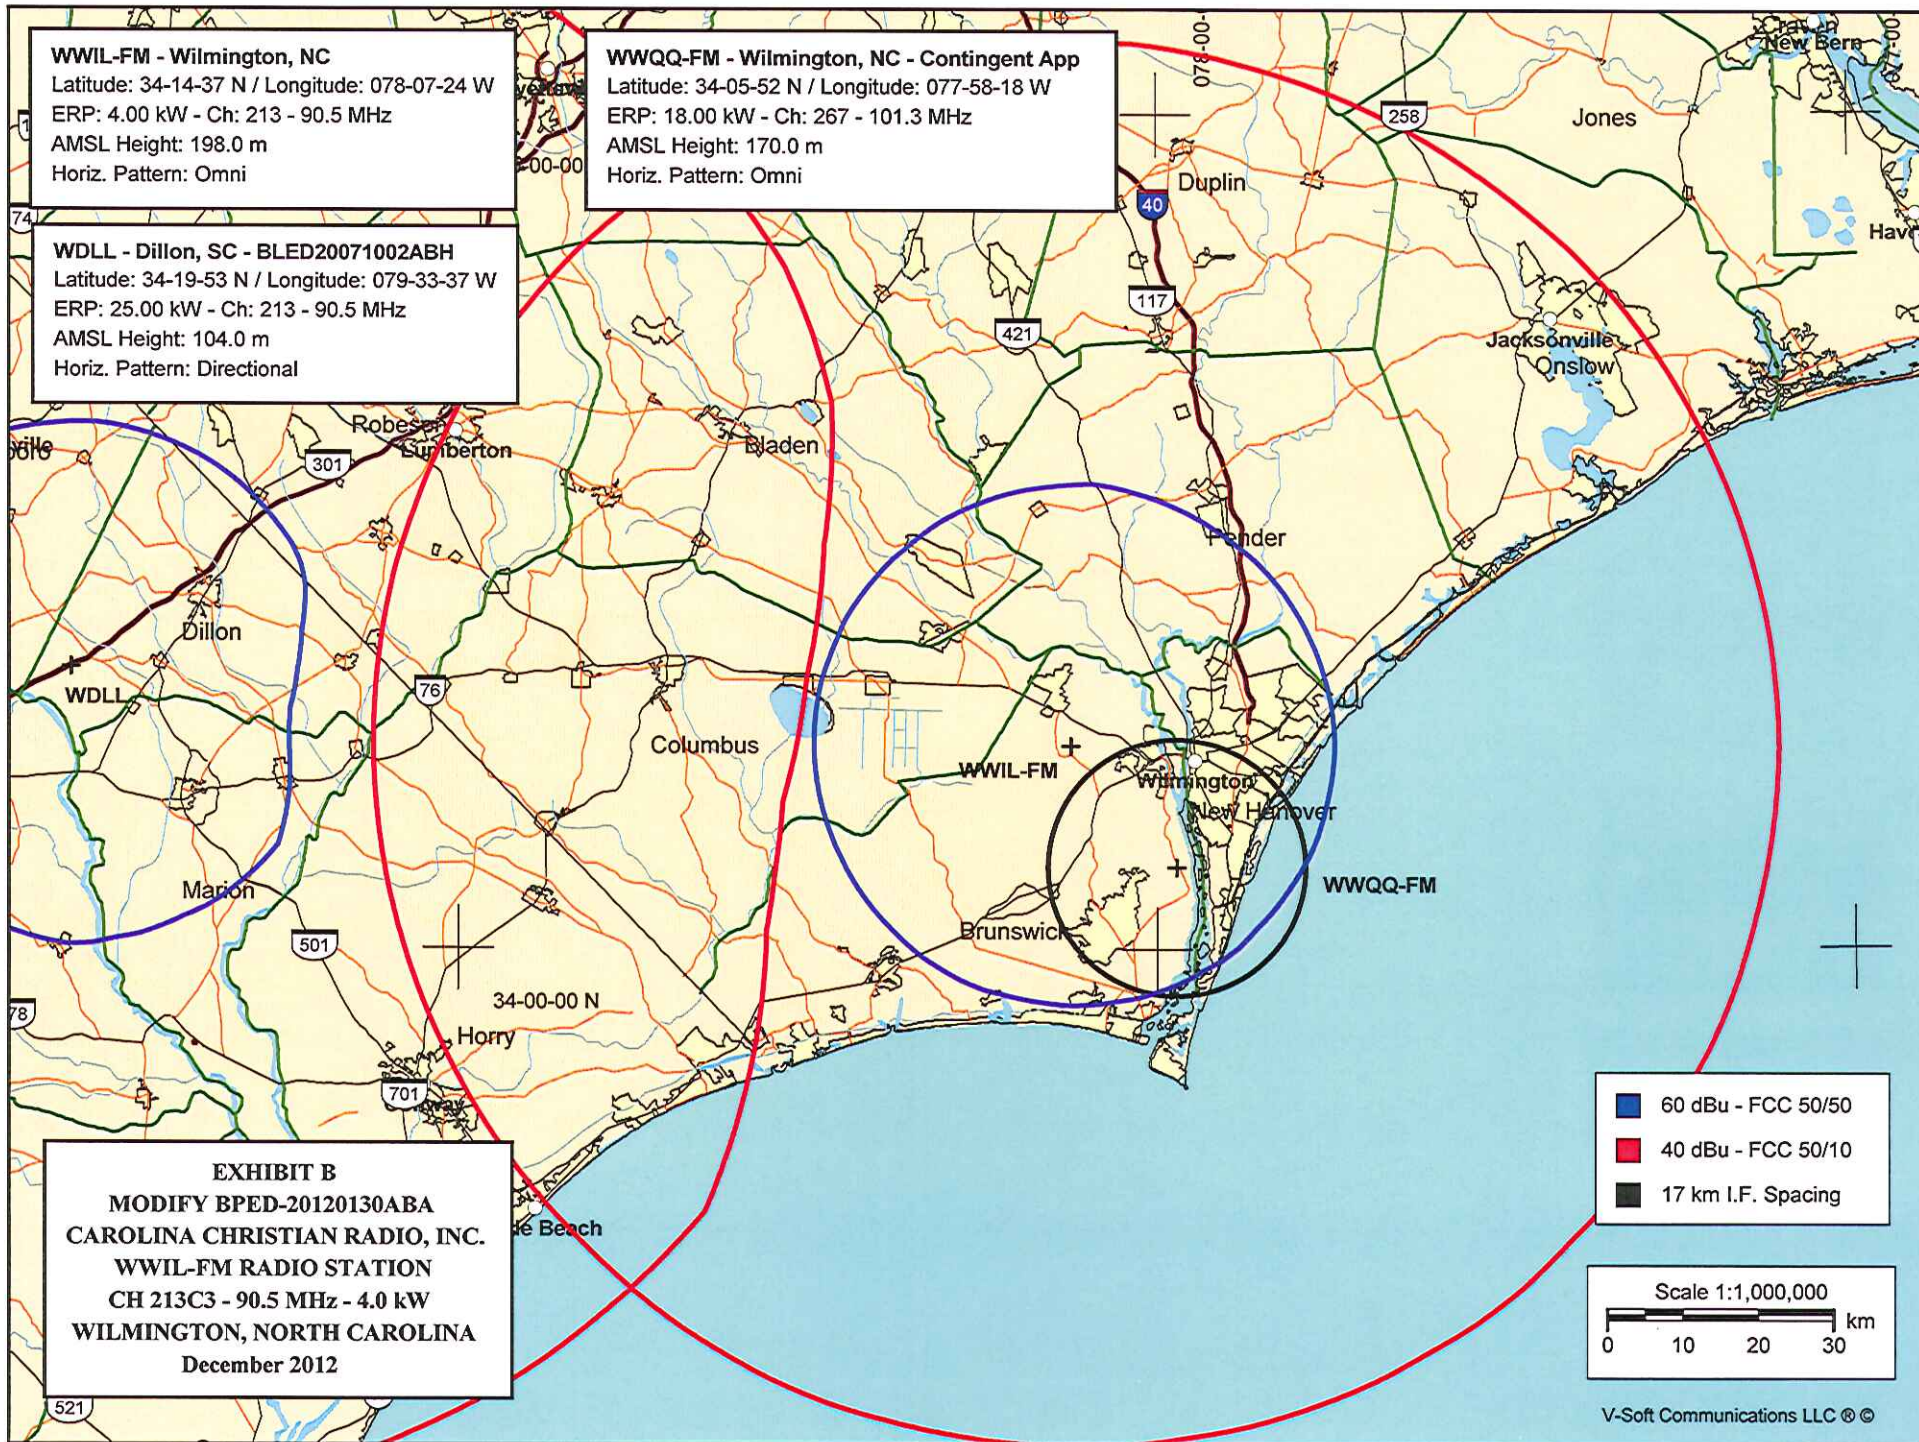 WWIL-FM - Wilmington, NC
Latitude: 34-14-37 N / Longitude: 078-07-24 W
ERP: 4.00 kW - Ch: 213 - 90.5 MHz
AMSL Height: 198.0 m
Horiz. Pattern: Omni
WWQQ-FM - Wilmington, NC - Contingent App
Latitude: 34-05-52 N / Longitude: 077-58-18 W
ERP: 18.00 kW - Ch: 267 - 101.3 MHz
AMSL Height: 170.0 m
Horiz. Pattern: Omni
WDLL - Dillon, SC - BLED20071002ABH
Latitude: 34-19-53 N / Longitude: 079-33-37 W
ERP: 25.00 kW - Ch: 213 - 90.5 MHz
AMSL Height: 104.0 m
Horiz. Pattern: Directional
078-00-0
Craven
New Bern
258
Jones
Duplin
40
74
117
421
Jacksonville
Onslow
Robeson
Lumberton
Bladen
301
Pender
Dillon
WDLL
76
Columbus
WWIL-FM
Wilmington
New Hanover
WWQQ-FM
Marion
Brunswick
501
34-00-00 N
78
Horry
701
de Beach
521
60 dBu - FCC 50/50
40 dBu - FCC 50/10
17 km I.F. Spacing
EXHIBIT B
MODIFY BPED-20120130ABA
CAROLINA CHRISTIAN RADIO, INC.
WWIL-FM RADIO STATION
CH 213C3 - 90.5 MHz - 4.0 kW
WILMINGTON, NORTH CAROLINA
December 2012
Scale 1:1,000,000
km
0 10 20 30
V-Soft Communications LLC ® ©